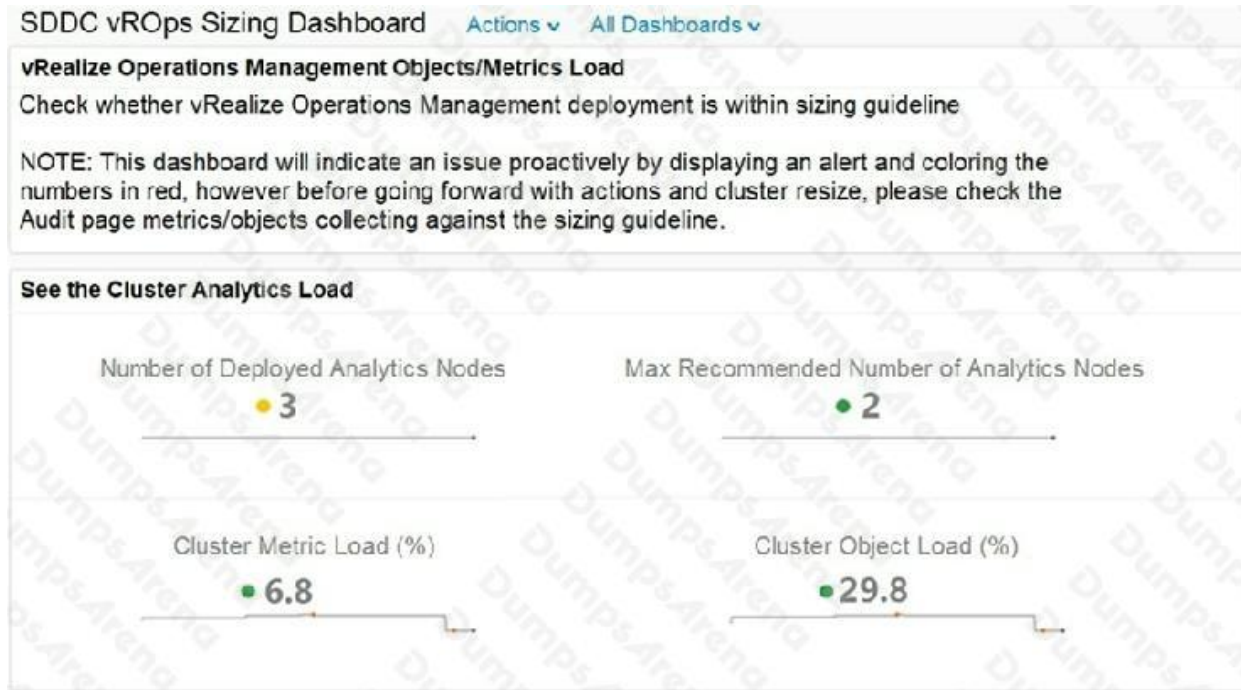 SDDC vROps Sizing Dashboard Actions All Dashboards
vRealize Operations Management Objects/Metrics Load
Check whether vRealize Operations Management deployment is within sizing guideline
NOTE: This dashboard will indicate an issue proactively by displaying an alert and coloring the
numbers in red, however before going forward with actions and cluster resize, please check the
Audit page metrics/objects collecting against the sizing guideline.
See the Cluster Analytics Load
Number of Deployed Analytics Nodes Max Recommended Number of Analytics Nodes
3 2
Cluster Metric Load (%) Cluster Object Load (%)
6.8 29.8
DumpsArena